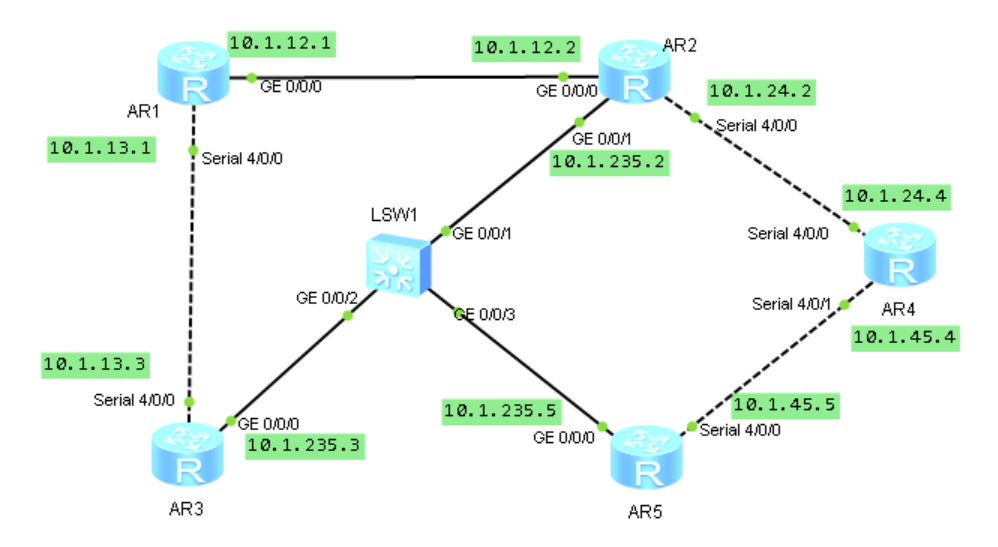 10.1.12.1
10.1.12.2
AR2
GE 0/0/0
GE 0/0/0
10.1.24.2
AR1
Serial 4/0/0
GE 0/0/1
10.1.13.1
Serial 4/0/0
10.1.235.2
10.1.24.4
LSW1
GE 0/0/1
Serial 4/0/0
R
GE 0/0/2
GE 0/0/3
Serial 4/0/1
AR4
10.1.45.4
10.1.13.3
Serial 4/0/0
10.1.235.5
10.1.45.5
GE 0/0/0
GE 0/0/0
Serial 4/0/0
10.1.235.3
R
R
AR3
AR5
R
R